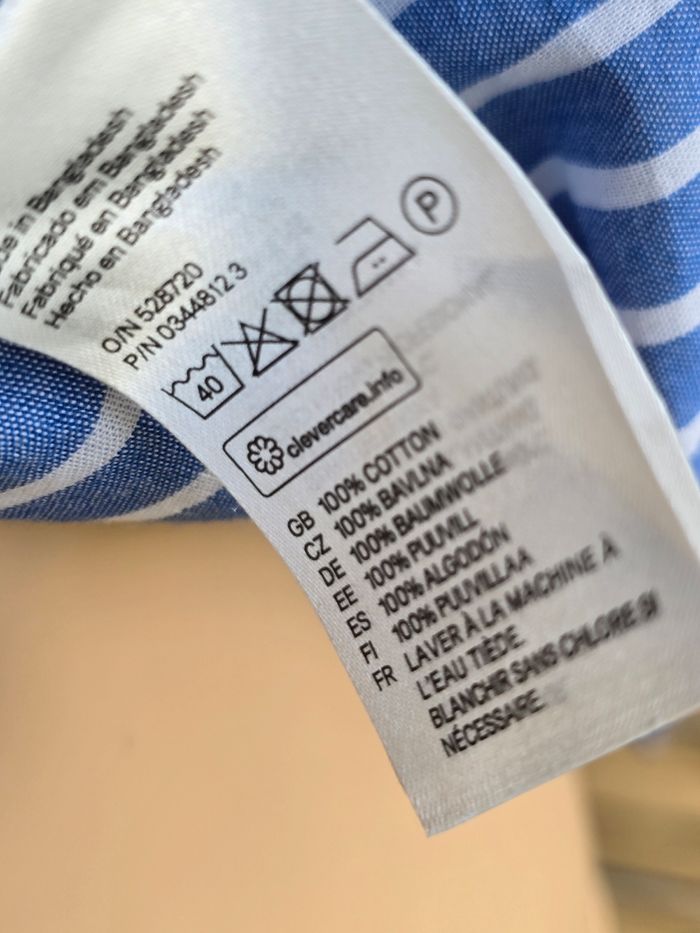 in Bangladesh
Fabricado em Bangladesh
Fabriqué en Bangladesh
Hecho en Bangladesh
O/N 528720
P/N 0344812 3
40
P
clevercare.info
GB 100% COTTON
CZ 100% BAVLNA
DE 100% BAUMWOLLE
EE 100% PUUVILL
ES 100% ALGODÓN
FI 100% PUUVILLAA
FR LAVER À LA MACHINE À
L'EAU TIÈDE.
BLANCHIR SANS CHLORE SI
NÉCESSAIRE.